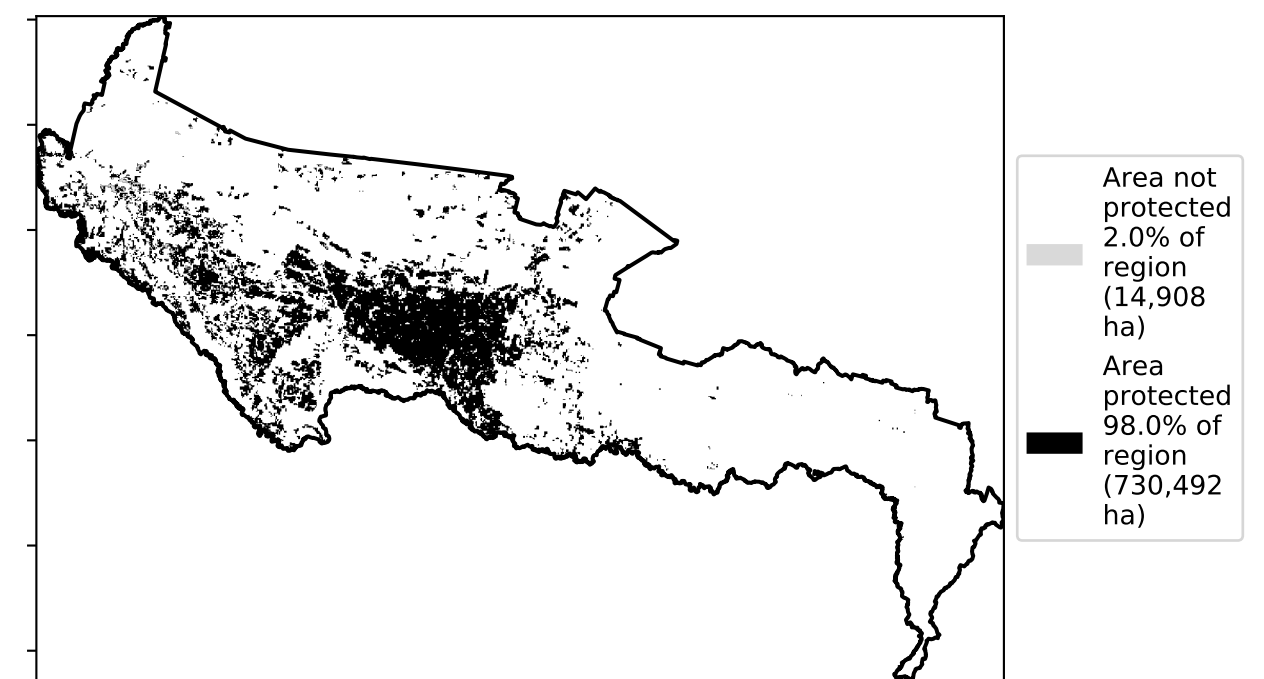 Area not
protected
2.0% of
region
(14,908
ha)
Area
protected
98.0% of
region
(730,492
ha)